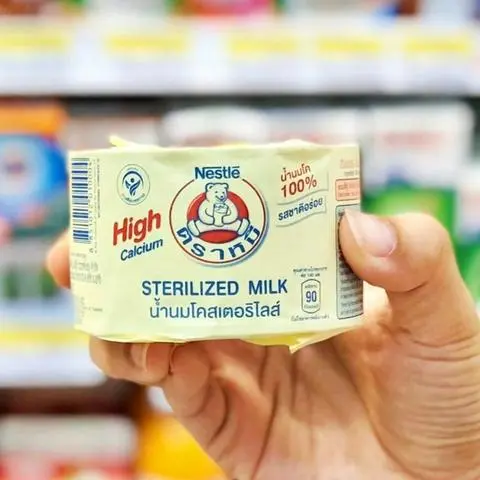 Nestlé
ตราหมี
High
Calcium
น้ำนมโค
100%
รสชาติอร่อย
STERILIZED MILK
น้ำนมโคสเตอริไลส์
90